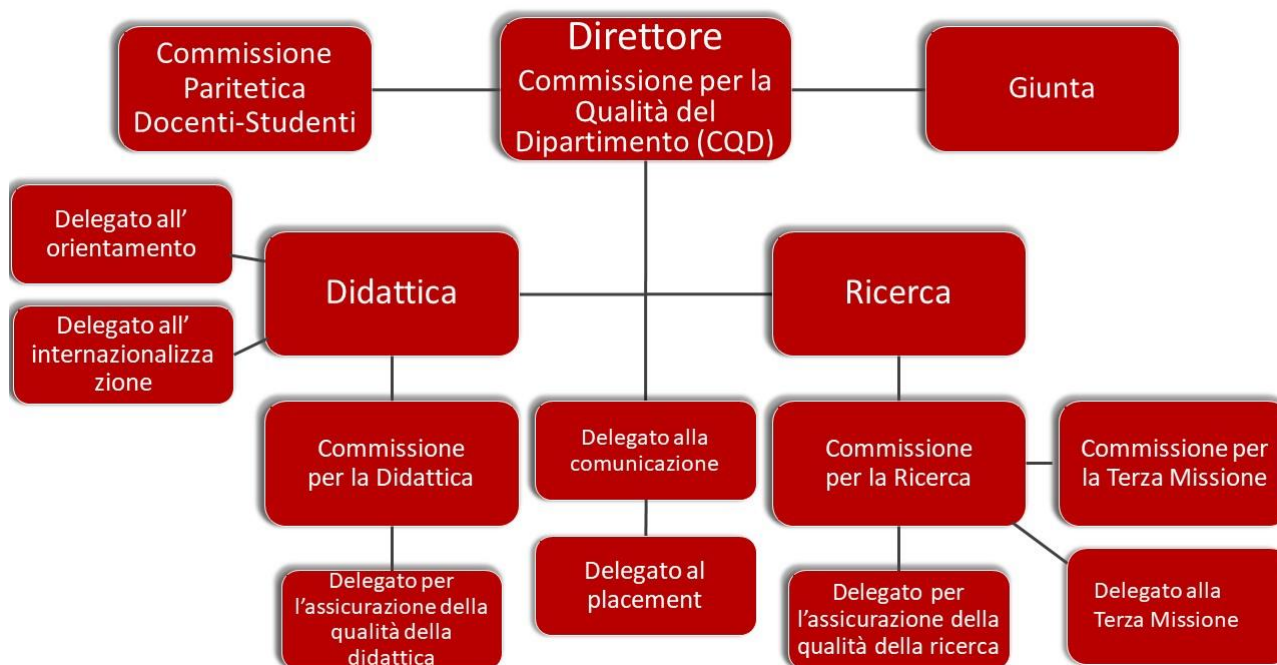 Commissione
Paritetica
Docenti-Studenti
Direttore
Commissione per la
Qualità del
Dipartimento (CQD)
Giunta
Delegato all'
orientamento
Delegato all'
internazionalizza
zione
Didattica
Ricerca
Commissione
per la Didattica
Delegato alla
comunicazione
Commissione
per la Ricerca
Commissione per
la Terza Missione
Delegato per
l'assicurazione della
qualità della
didattica
Delegato al
placement
Delegato per
l'assicurazione della
qualità della ricerca
Delegato alla
Terza Missione